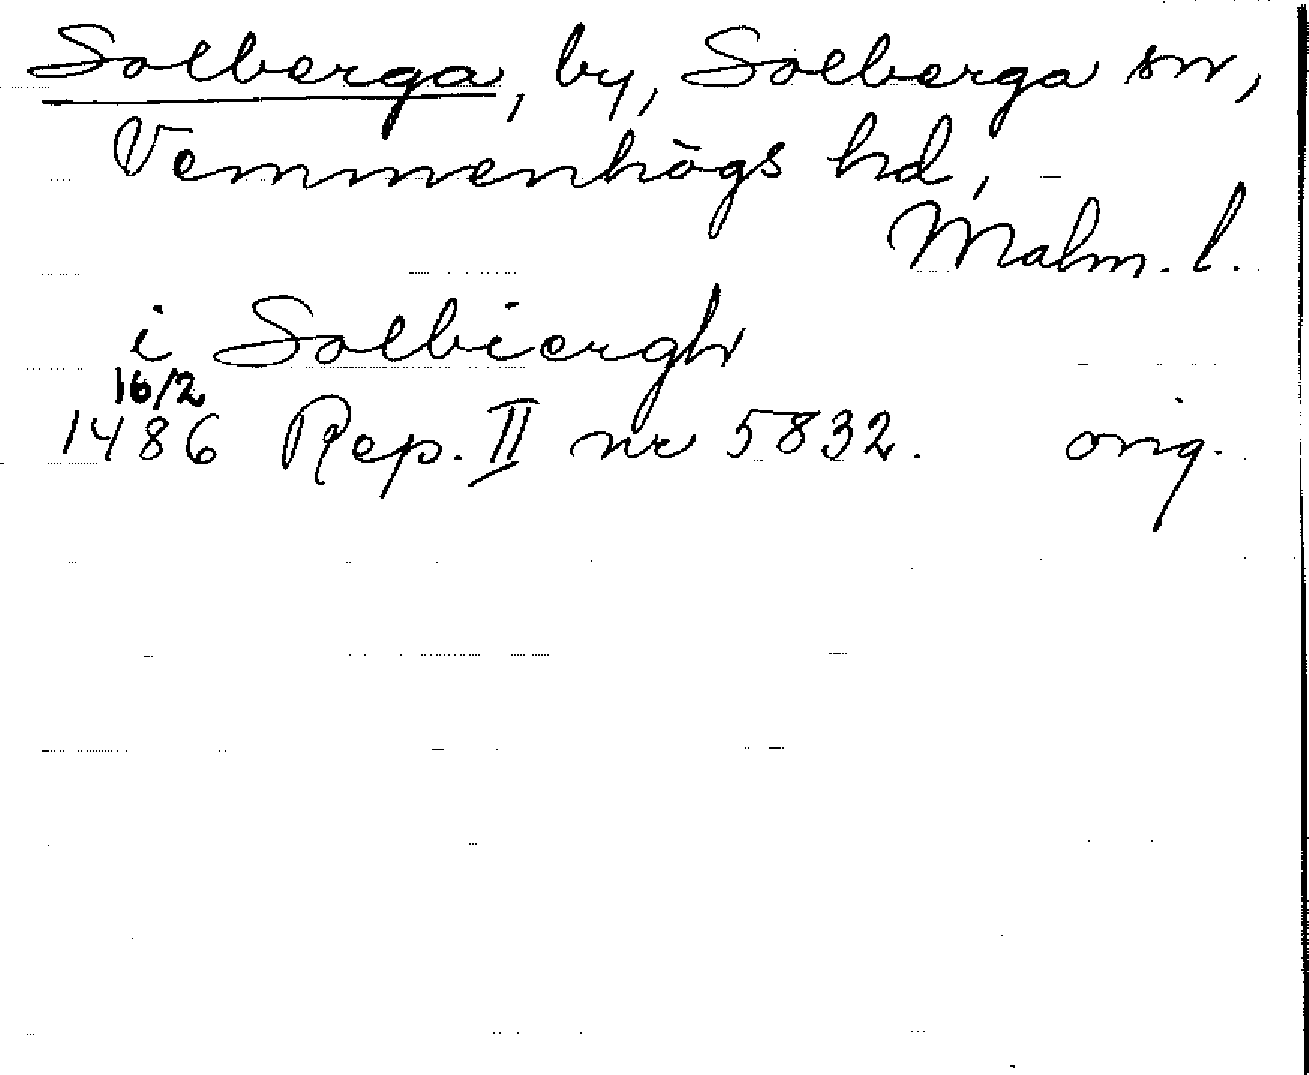 Solberga, by, Solberga sn,
Vemmenhögs hd,
Malm. l.
i Solbiergh
16/2
1486 Rep. II nr 5832. orig.